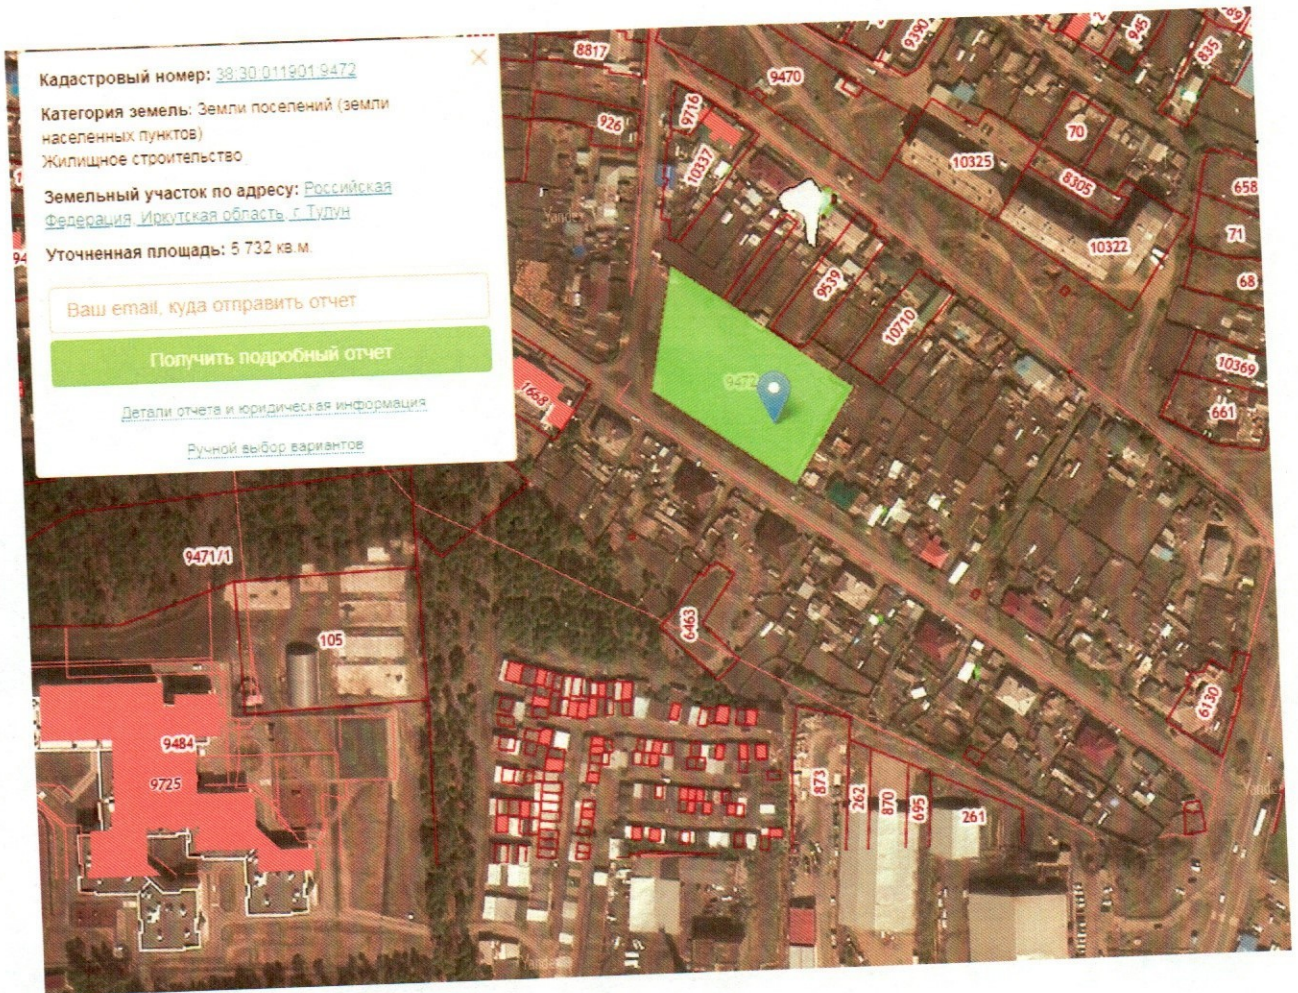 Кадастровый номер: 38:30:011901:9472
Категория земель: Земли поселений (земли
населенных пунктов)
Жилищное строительство
Земельный участок по адресу: Российская
Федерация, Иркутская область, г. Тулун
Уточненная площадь: 5 732 кв.м.
Ваш email, куда отправить отчет
Получить подробный отчет
Детали отчета и юридическая информация
Ручной выбор вариантов
8817
9390
945
835
9470
9716
926
70
10325
10337
8305
658
71
10322
68
9539
10710
10369
9472
661
1668
9471/1
105
6463
6130
9484
9725
873
262
870
695
261